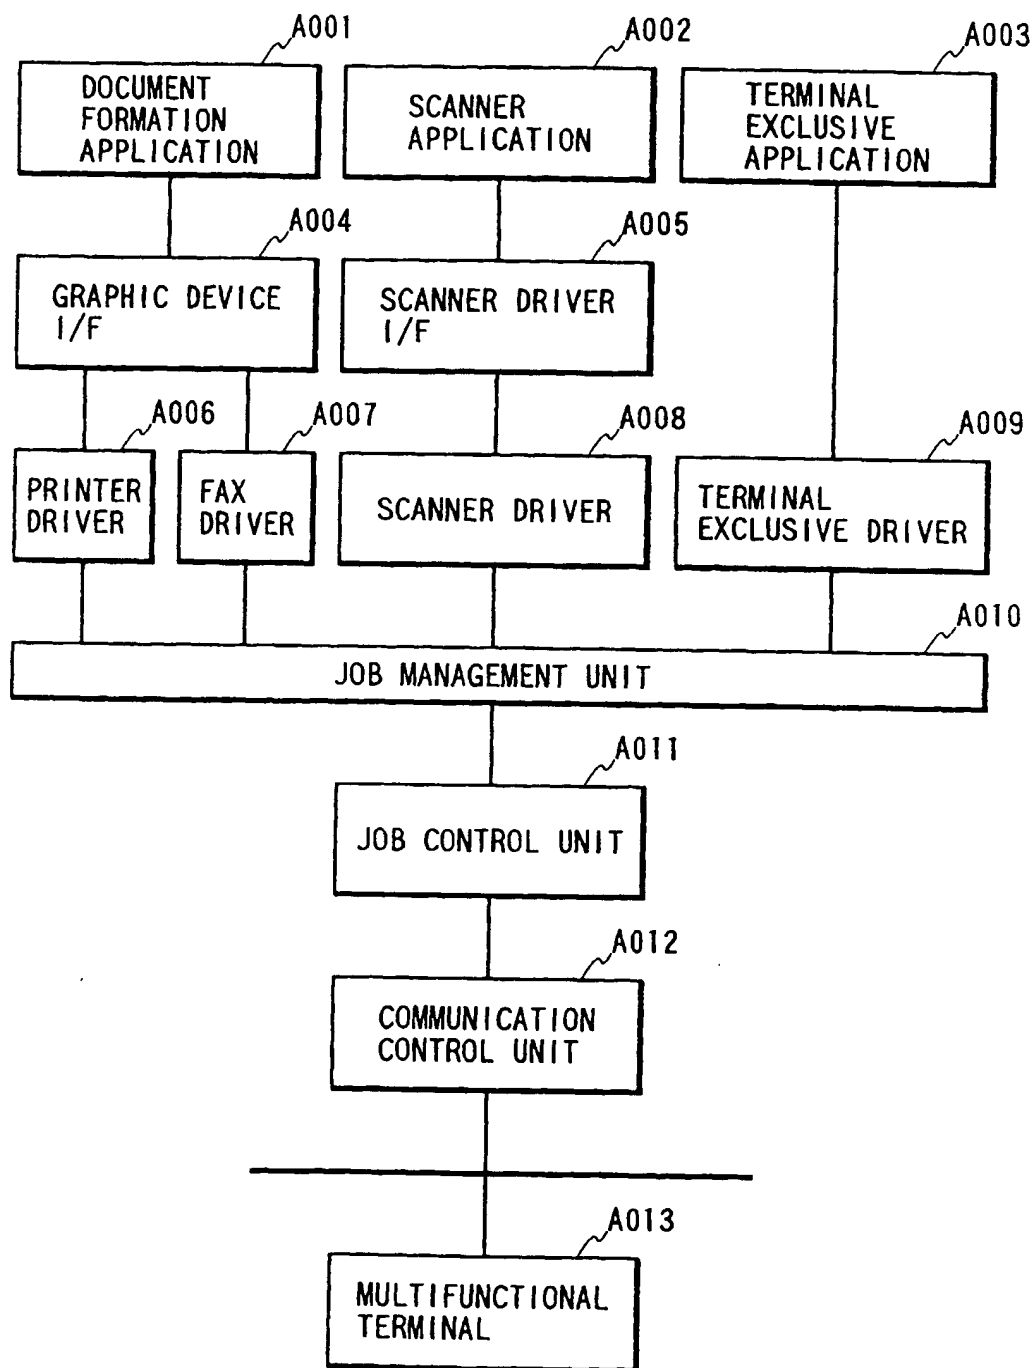 A001
DOCUMENT
FORMATION
APPLICATION
A002
SCANNER
APPLICATION
A003
TERMINAL
EXCLUSIVE
APPLICATION
A004
GRAPHIC DEVICE
I/F
A005
SCANNER DRIVER
I/F
A006
PRINTER
DRIVER
A007
FAX
DRIVER
A008
SCANNER DRIVER
A009
TERMINAL
EXCLUSIVE DRIVER
A010
JOB MANAGEMENT UNIT
A011
JOB CONTROL UNIT
A012
COMMUNICATION
CONTROL UNIT
A013
MULTIFUNCTIONAL
TERMINAL